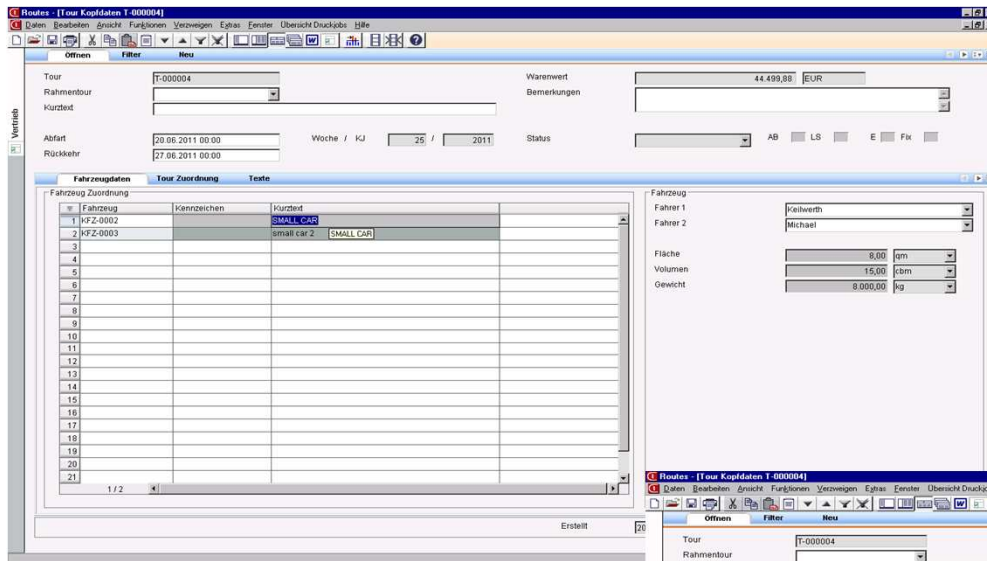 Routes - [Tour Kopfdaten T-000004]
Daten Bearbeiten Ansicht Funktionen Verzweigen Extras Fenster Übersicht Druckjobs Hilfe
Öffnen Filter Neu
Vertrieb
Tour T-000004 Warenwert 44.499,88 EUR
Rahmentour Bemerkungen
Kurztext
Abfart 20.06.2011 00:00 Woche / KJ 25 / 2011 Status AB LS E Fix
Rückkehr 27.06.2011 00:00
Fahrzeugdaten Tour Zuordnung Texte
Fahrzeug Zuordnung Fahrzeug
Fahrzeug Kennzeichen Kurztext Fahrer 1 Keilwerth
1 KFZ-0002 SMALL CAR
2 KFZ-0003 small car 2 SMALL CAR Fahrer 2 Michael
3
4 Fläche 8,00 qm
5 Volumen 15,00 cbm
6 Gewicht 8.000,00 kg
7
8
9
10
11
12
13
14
15
16
17
18
19
20
21
1 / 2
Erstellt 20
Routes - [Tour Kopfdaten T-000004]
Daten Bearbeiten Ansicht Funktionen Verzweigen Extras Fenster Übersicht Druckjo
Öffnen Filter Neu
Tour T-000004
Rahmentour